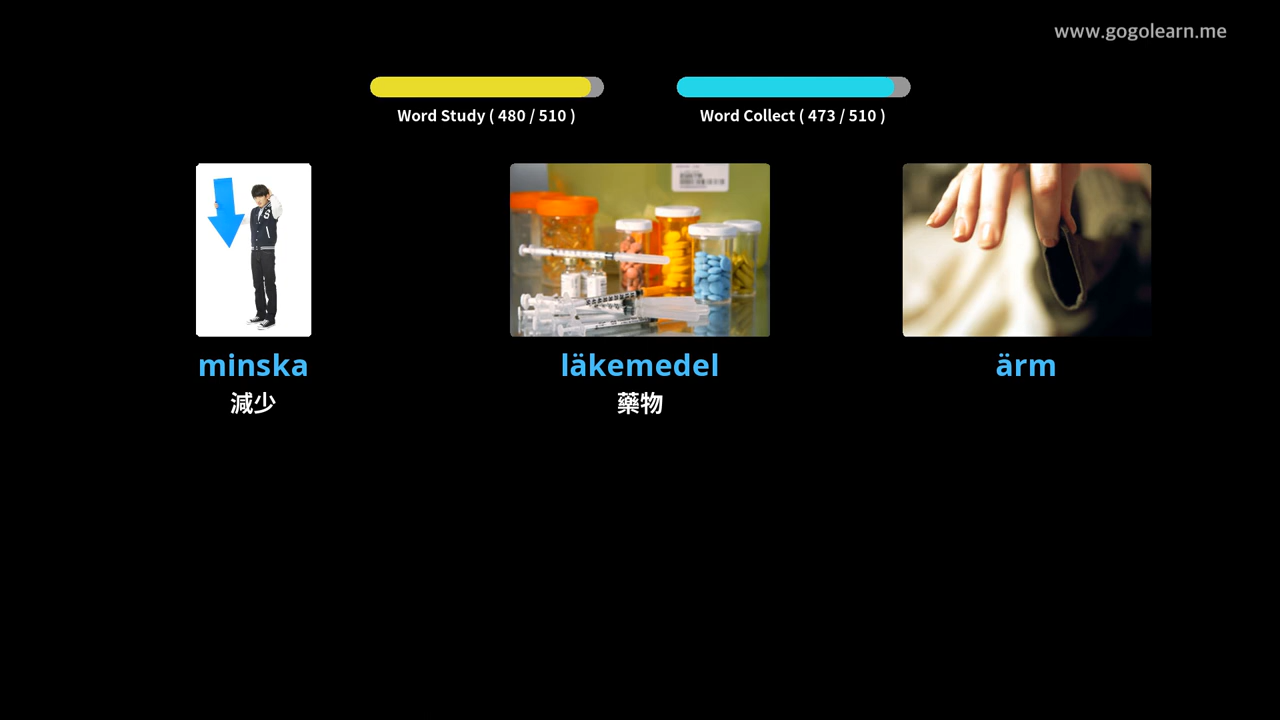 www.gogolearn.me
Word Study ( 480 / 510 )
Word Collect ( 473 / 510 )
minska
減少
läkemedel
藥物
ärm